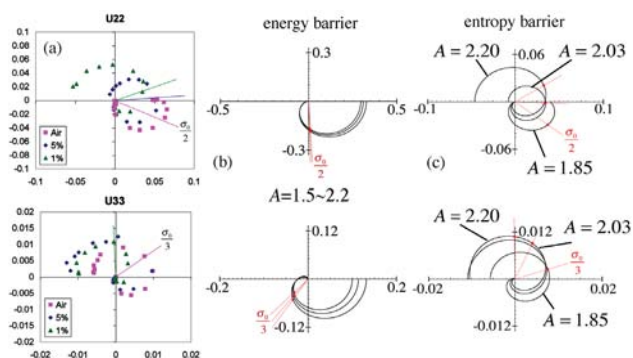 U22
(a)
0.1
0.08
0.06
0.04
0.02
0
-0.02
-0.04
-0.06
-0.08
-0.1
-0.1
0
0.1
σ₀/2
Air
5%
1%
U33
0.02
0.015
0.01
0.005
0
-0.005
-0.01
-0.015
-0.02
-0.02
-0.01
0
0.01
0.02
σ₀/3
Air
5%
1%
energy barrier
0.3
-0.5
0.5
-0.3
σ₀/2
(b)
A=1.5~2.2
0.12
0.2
-0.12
σ₀/3
entropy barrier
A = 2.20
0.06
A = 2.03
-0.1
0.1
-0.06
σ₀/2
(c)
A = 1.85
A = 2.20
0.012
A = 2.03
-0.02
0.02
σ₀/3
-0.012
A = 1.85